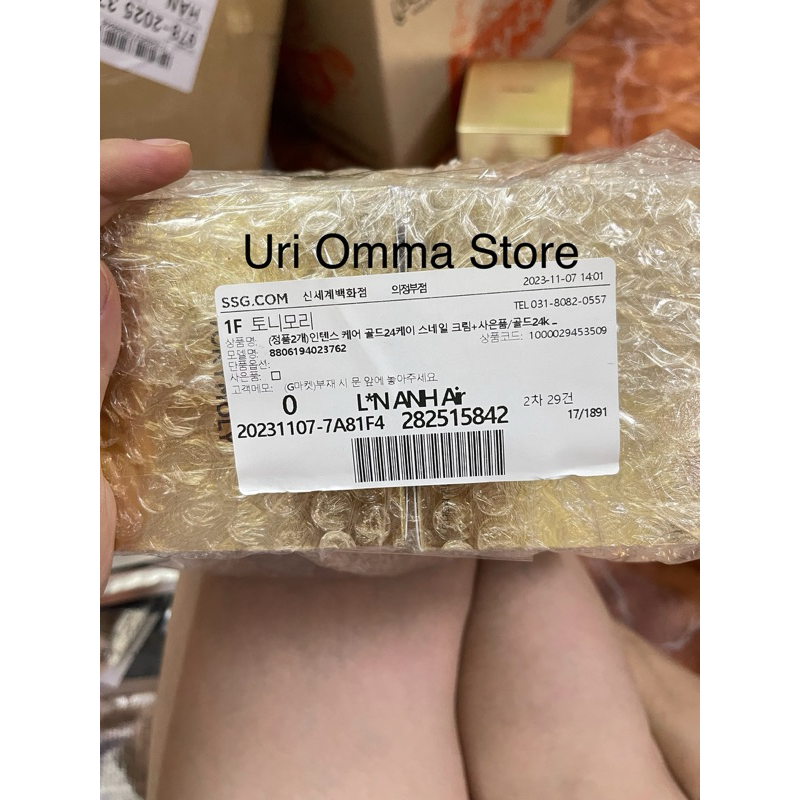 878-2025 37
HAN
Uri Omma Store
SSG.COM 신세계백화점 의정부점 2023-11-07 14:01
TEL 031-8082-0557
1F 토니모리
상품명: (정품2개)인텐스 케어 골드24케이 스네일 크림+사은품/골드24k ..
상품코드: 1000029453509
모델명: 8806194023762
단품옵션:
사은품: □
고객메모: (G마켓)부재 시 문 앞에 놓아주세요.
0 L*N ANH Air 2차 29건
20231107-7A81F4 282515842 17/1891